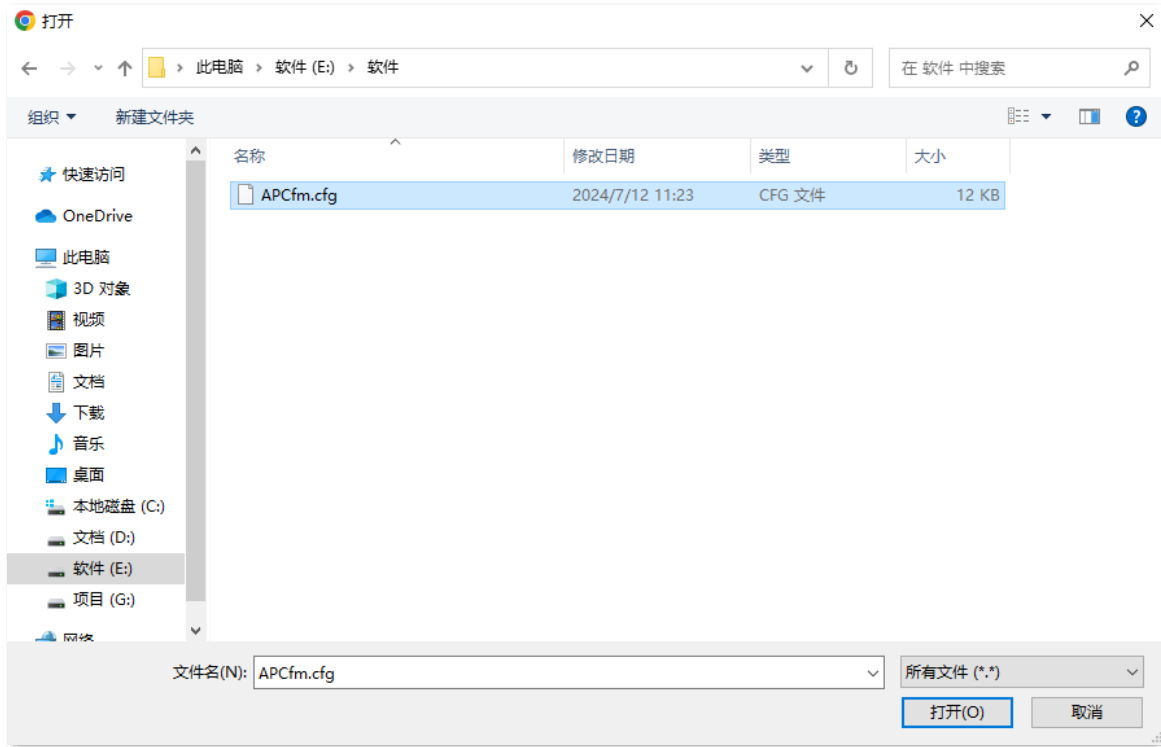 打开
此电脑 › 软件 (E:) › 软件
在 软件 中搜索
组织 新建文件夹
名称 修改日期 类型 大小
APCfm.cfg 2024/7/12 11:23 CFG 文件 12 KB
快速访问
OneDrive
此电脑
3D 对象
视频
图片
文档
下载
音乐
桌面
本地磁盘 (C:)
文档 (D:)
软件 (E:)
项目 (G:)
网络
文件名(N): APCfm.cfg 所有文件 (*.*)
打开(O) 取消